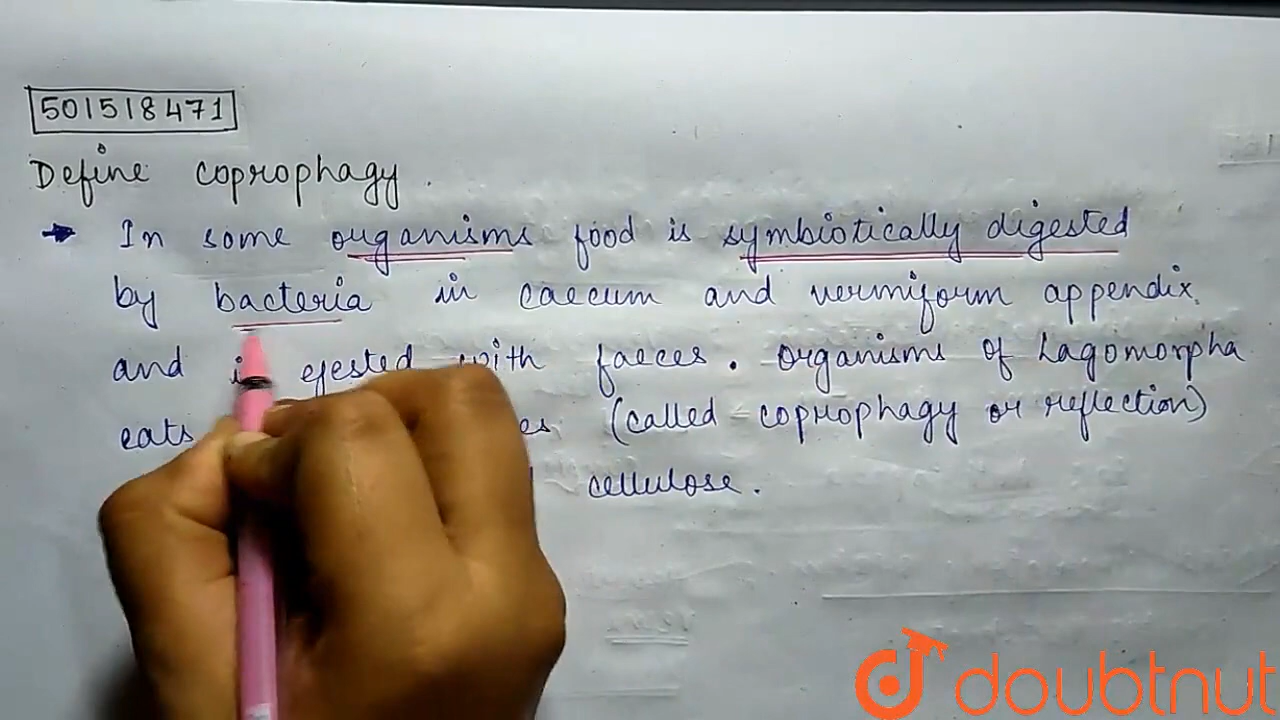 501518471
Define coprophagy.
In some organisms food is symbiotically digested
by bacteria in caecum and vermiform appendix,
and ejested with faeces. Organisms of Lagomorpha
eats (called coprophagy or reflection)
cellulose.
doubtnut